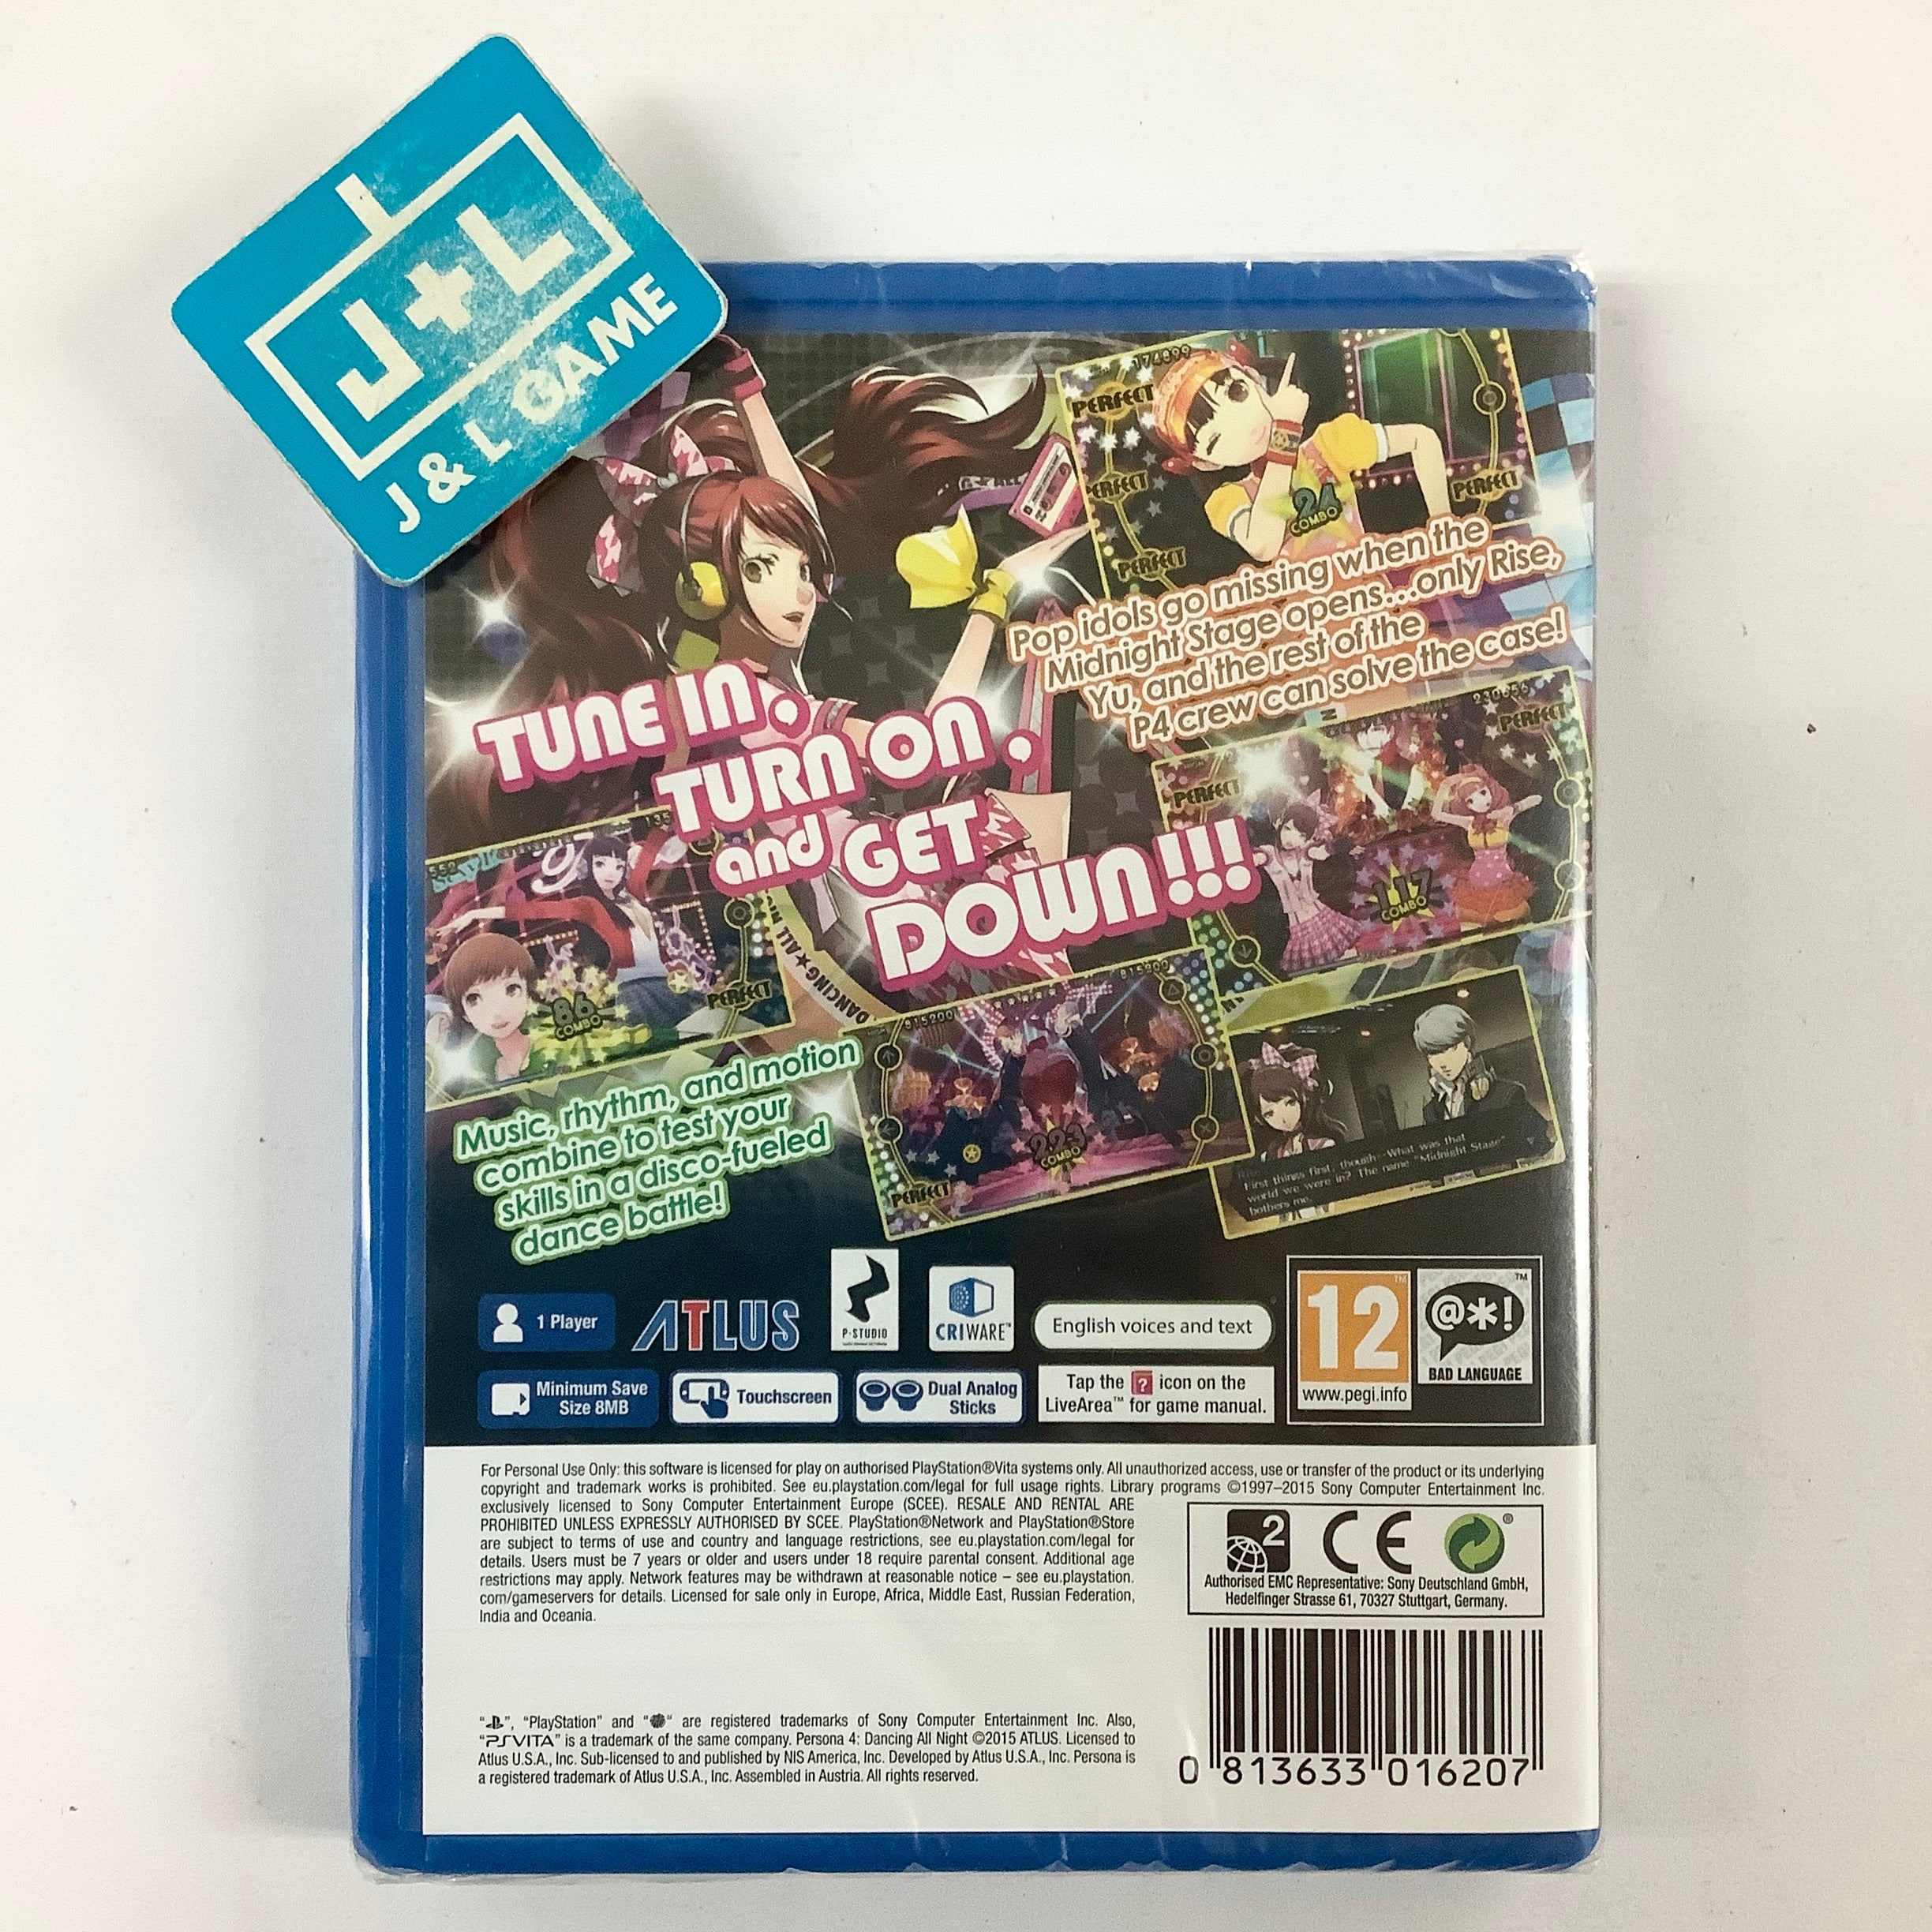 J+L
J & L GAME
174899
PERFECT
PERFECT
PERFECT
PERFECT
24
COMBO
Pop idols go missing when the
Midnight Stage opens...only Rise,
Yu, and the rest of the
P4 crew can solve the case!
TUNE IN,
TURN ON,
and GET
DOWN!!!
230556
PERFECT
PERFECT
117
COMBO
86
COMBO
PERFECT
DANCING★ALL NI
815900
815900
223
COMBO
PERFECT
First things first, though--What was that
world we were in? The name "Midnight Stage"
bothers me.
Music, rhythm, and motion
combine to test your
skills in a disco-fueled
dance battle!
1 Player
ATLUS
P-STUDIO
CRIWARE™
English voices and text
12
www.pegi.info
@*!
BAD LANGUAGE
Minimum Save
Size 8MB
Touchscreen
Dual Analog
Sticks
Tap the ? icon on the
LiveArea™ for game manual.
For Personal Use Only: this software is licensed for play on authorised PlayStation®Vita systems only. All unauthorized access, use or transfer of the product or its underlying
copyright and trademark works is prohibited. See eu.playstation.com/legal for full usage rights. Library programs ©1997–2015 Sony Computer Entertainment Inc.
exclusively licensed to Sony Computer Entertainment Europe (SCEE). RESALE AND RENTAL ARE
PROHIBITED UNLESS EXPRESSLY AUTHORISED BY SCEE. PlayStation®Network and PlayStation®Store
are subject to terms of use and country and language restrictions, see eu.playstation.com/legal for
details. Users must be 7 years or older and users under 18 require parental consent. Additional age
restrictions may apply. Network features may be withdrawn at reasonable notice – see eu.playstation.
com/gameservers for details. Licensed for sale only in Europe, Africa, Middle East, Russian Federation,
India and Oceania.
2
CE
Authorised EMC Representative: Sony Deutschland GmbH,
Hedelfinger Strasse 61, 70327 Stuttgart, Germany.
"", "PlayStation" and "" are registered trademarks of Sony Computer Entertainment Inc. Also,
"PSVITA" is a trademark of the same company. Persona 4: Dancing All Night ©2015 ATLUS. Licensed to
Atlus U.S.A., Inc. Sub-licensed to and published by NIS America, Inc. Developed by Atlus U.S.A., Inc. Persona is
a registered trademark of Atlus U.S.A., Inc. Assembled in Austria. All rights reserved.
0 813633 016207